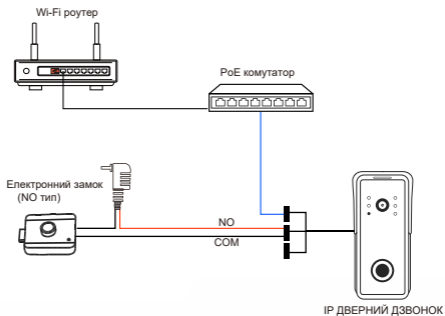 Wi-Fi роутер
PoE комутатор
Електронний замок
(NO тип)
NO
COM
IP ДВЕРНИЙ ДЗВОНОК